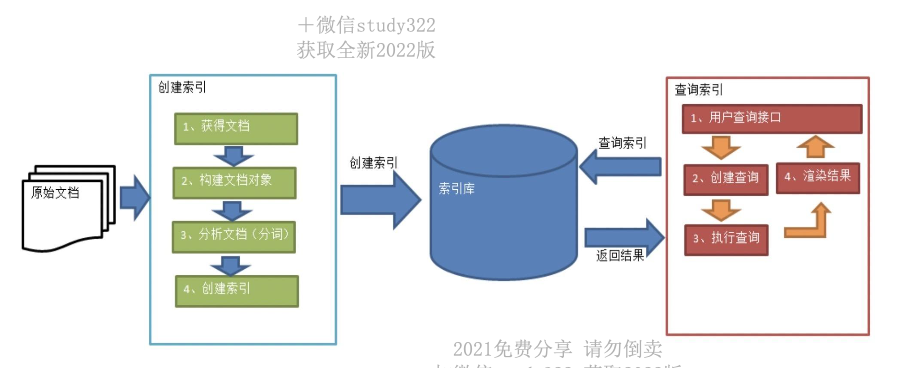 ＋微信study322
获取全新2022版
创建索引
1、获得文档
2、构建文档对象
3、分析文档（分词）
4、创建索引
原始文档
创建索引
索引库
查询索引
返回结果
查询索引
1、用户查询接口
2、创建查询
4、渲染结果
3、执行查询
2021免费分享 请勿倒卖